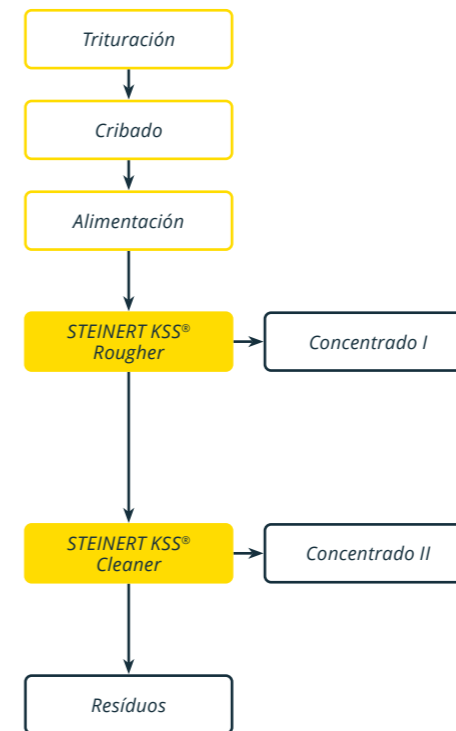 Trituración
Cribado
Alimentación
STEINERT KSS®
Rougher
Concentrado I
STEINERT KSS®
Cleaner
Concentrado II
Resíduos